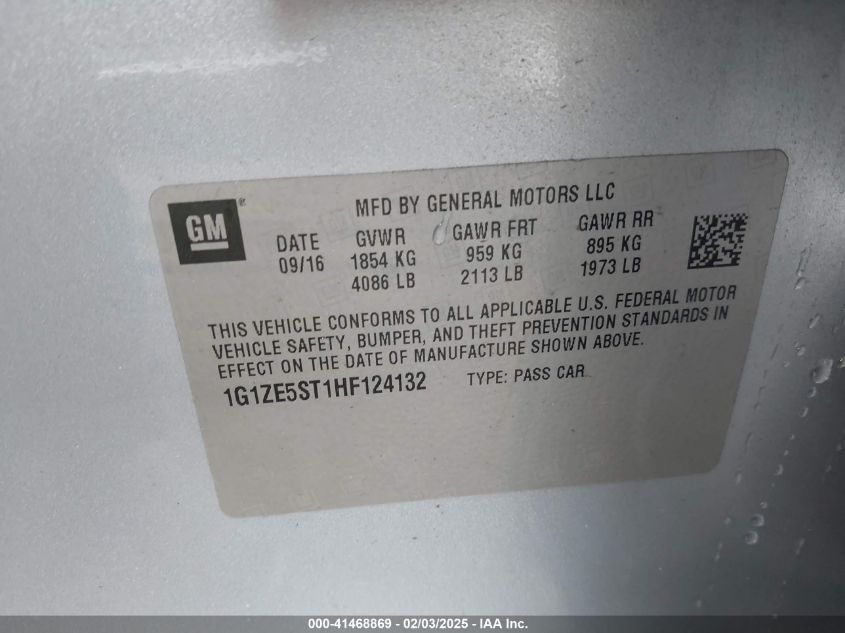 GM®
MFD BY GENERAL MOTORS LLC
DATE GVWR GAWR FRT GAWR RR
09/16 1854 KG 959 KG 895 KG
4086 LB 2113 LB 1973 LB
THIS VEHICLE CONFORMS TO ALL APPLICABLE U.S. FEDERAL MOTOR
VEHICLE SAFETY, BUMPER, AND THEFT PREVENTION STANDARDS IN
EFFECT ON THE DATE OF MANUFACTURE SHOWN ABOVE.
1G1ZE5ST1HF124132 TYPE: PASS CAR
000-41468869 - 02/03/2025 - IAA Inc.